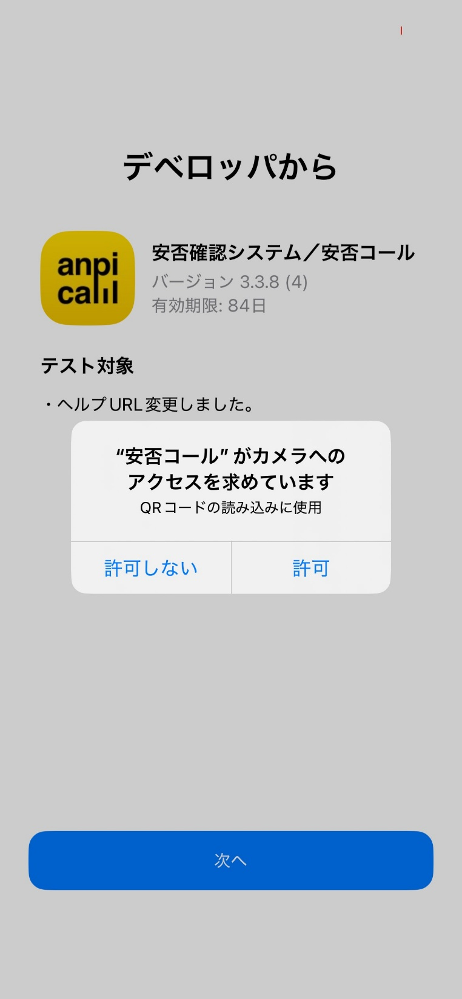 デベロッパから
anpi
call
安否確認システム／安否コール
バージョン 3.3.8 (4)
有効期限: 84日
テスト対象
・ヘルプURL変更しました。
“安否コール” がカメラへの
アクセスを求めています
QRコードの読み込みに使用
許可しない
許可
次へ